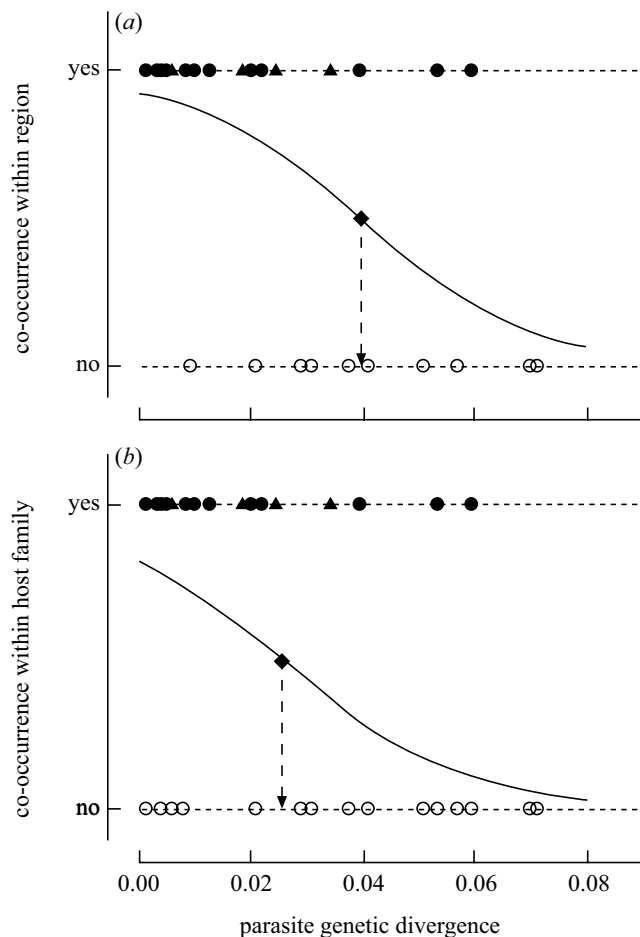 (a)
yes
co-occurrence within region
no
(b)
yes
co-occurrence within host family
no
0.00 0.02 0.04 0.06 0.08
parasite genetic divergence